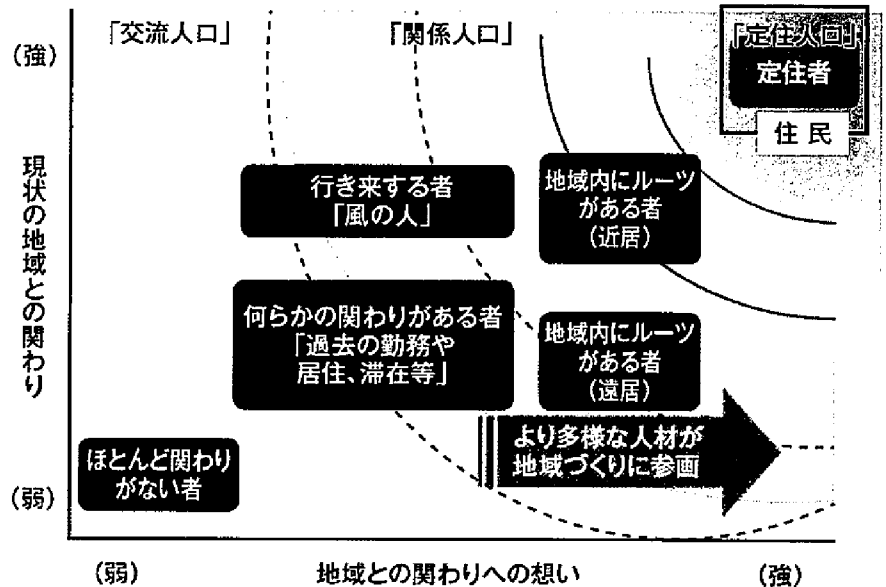 「交流人口」
「関係人口」
「定住人口」
定住者
住民
(強)
現状の地域との関わり
(弱)
行き来する者
「風の人」
地域内にルーツ
がある者
(近居)
何らかの関わりがある者
「過去の勤務や
居住、滞在等」
地域内にルーツ
がある者
(遠居)
より多様な人材が
地域づくりに参画
ほとんど関わり
がない者
(弱)
地域との関わりへの想い
(強)